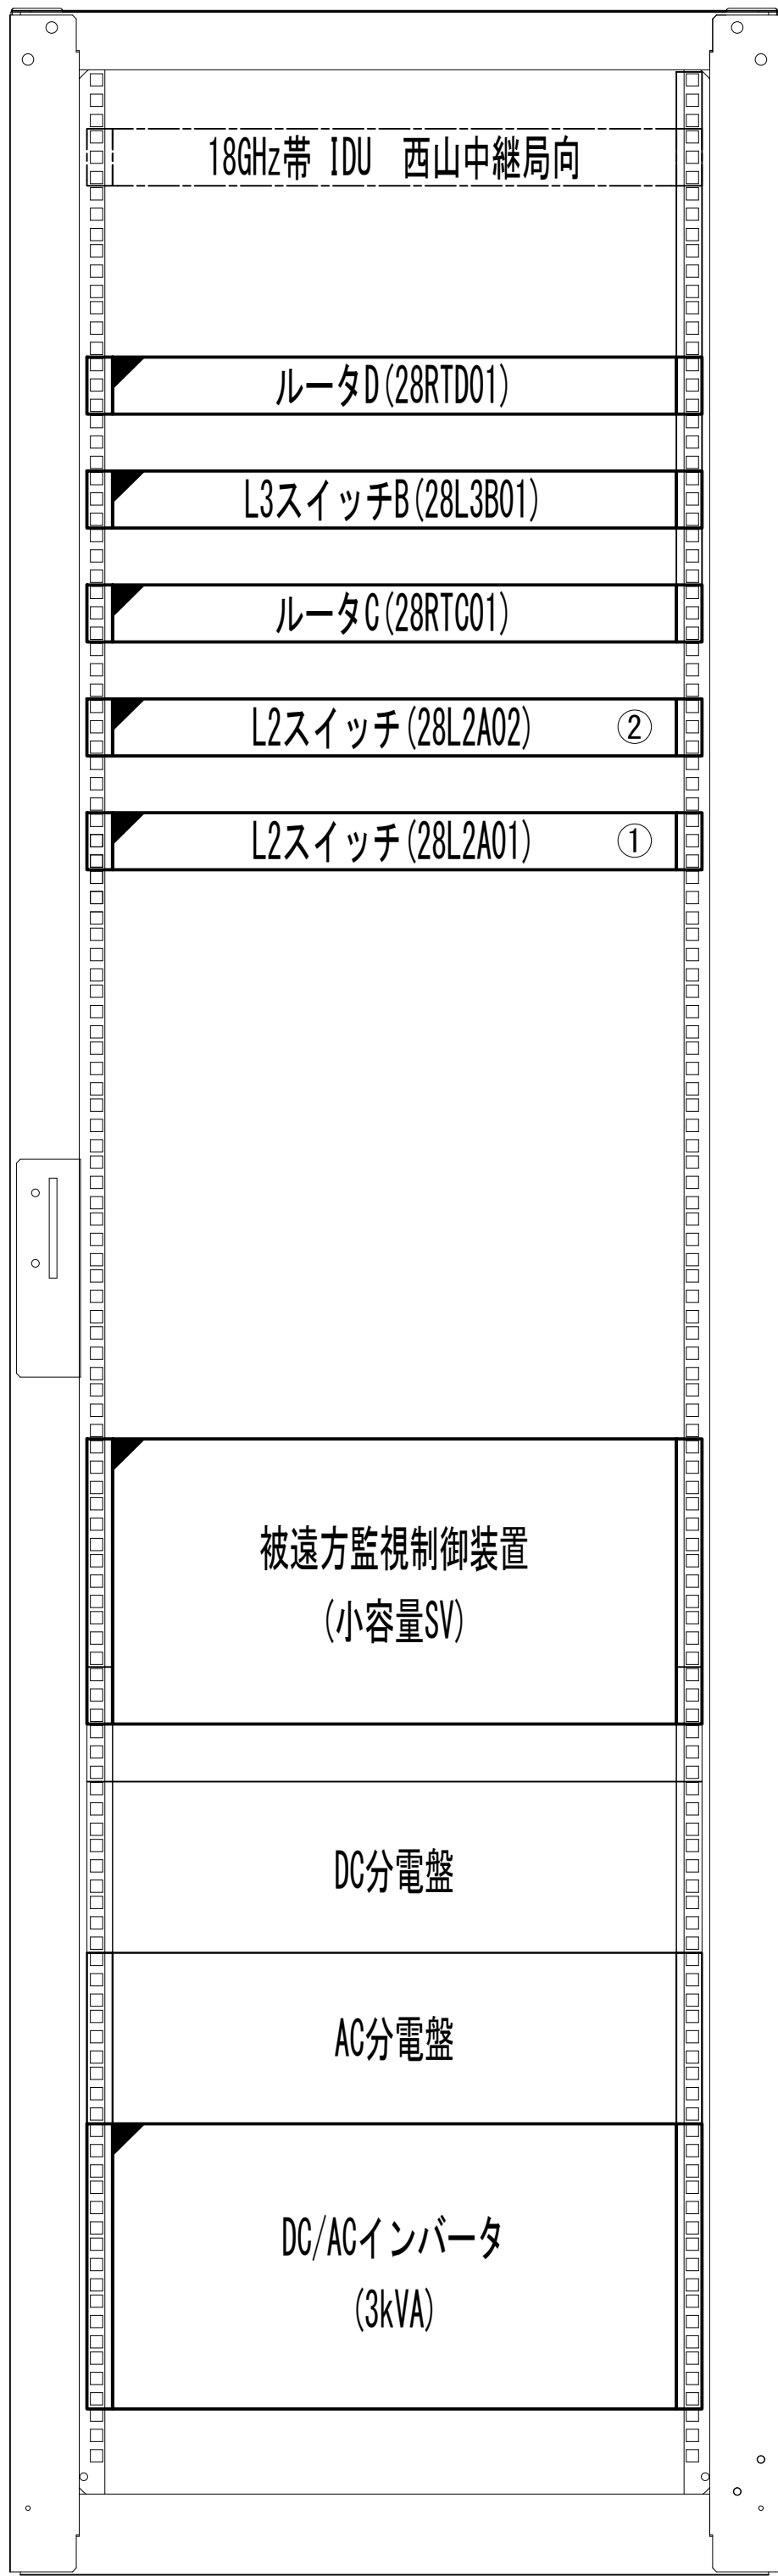 18GHz帯 IDU　西山中継局向
ルータD(28RTD01)
L3スイッチB(28L3B01)
ルータC(28RTC01)
L2スイッチ(28L2A02) ②
L2スイッチ(28L2A01) ①
被遠方監視制御装置
(小容量SV)
DC分電盤
AC分電盤
DC/ACインバータ
(3kVA)